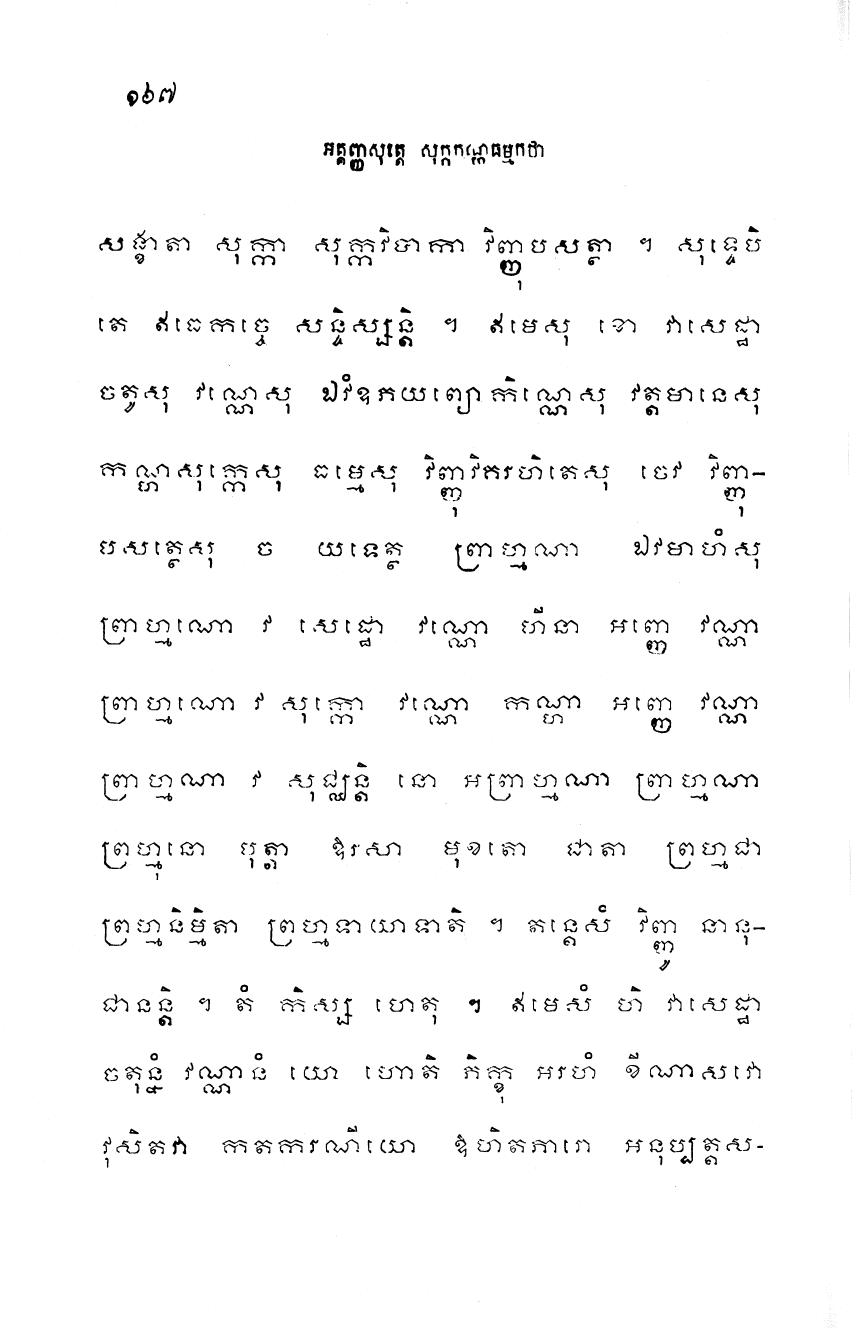 ១៦៧
អគ្គញ្ញសុត្តេ សុក្កកណ្ហធម្មកថា
សង្ខាតា សុក្កា សុក្កវិបាកា វិញ្ញុបសត្ថា ។ សុទ្ទេបិ
តេ ឥធេកច្ចេ សន្ទិស្សន្តិ ។ ឥមេសុ ខោ វាសេដ្ឋា
ចតូសុ វណ្ណេសុ ឯវំឧភយព្យោកិណ្ណេសុ វត្តមានេសុ
កណ្ហសុក្កេសុ ធម្មេសុ វិញ្ញុវិគរហិតេសុ ចេវ វិញ្ញុ-
បសត្ថេសុ ច យទេត្ថ ព្រាហ្មណា ឯវមាហំសុ
ព្រាហ្មណោ វ សេដ្ឋោ វណ្ណោ ហីនា អញ្ញេ វណ្ណា
ព្រាហ្មណោ វ សុក្កោ វណ្ណោ កណ្ហា អញ្ញេ វណ្ណា
ព្រាហ្មណា វ សុជ្ឈន្តិ នោ អព្រាហ្មណា ព្រាហ្មណា
ព្រហ្មុនោ បុត្តា ឱរសា មុខតោ ជាតា ព្រហ្មជា
ព្រហ្មនិម្មិតា ព្រហ្មទាយាទាតិ ។ តន្តេសំ វិញ្ញូ នានុ-
ជានន្តិ ។ តំ កិស្ស ហេតុ ។ ឥមេសំ ហិ វាសេដ្ឋា
ចតុន្នំ វណ្ណានំ យោ ហោតិ ភិក្ខុ អរហំ ខីណាសវោ
វុសិតវា កតករណីយោ ឱហិតភារោ អនុប្បត្តស-